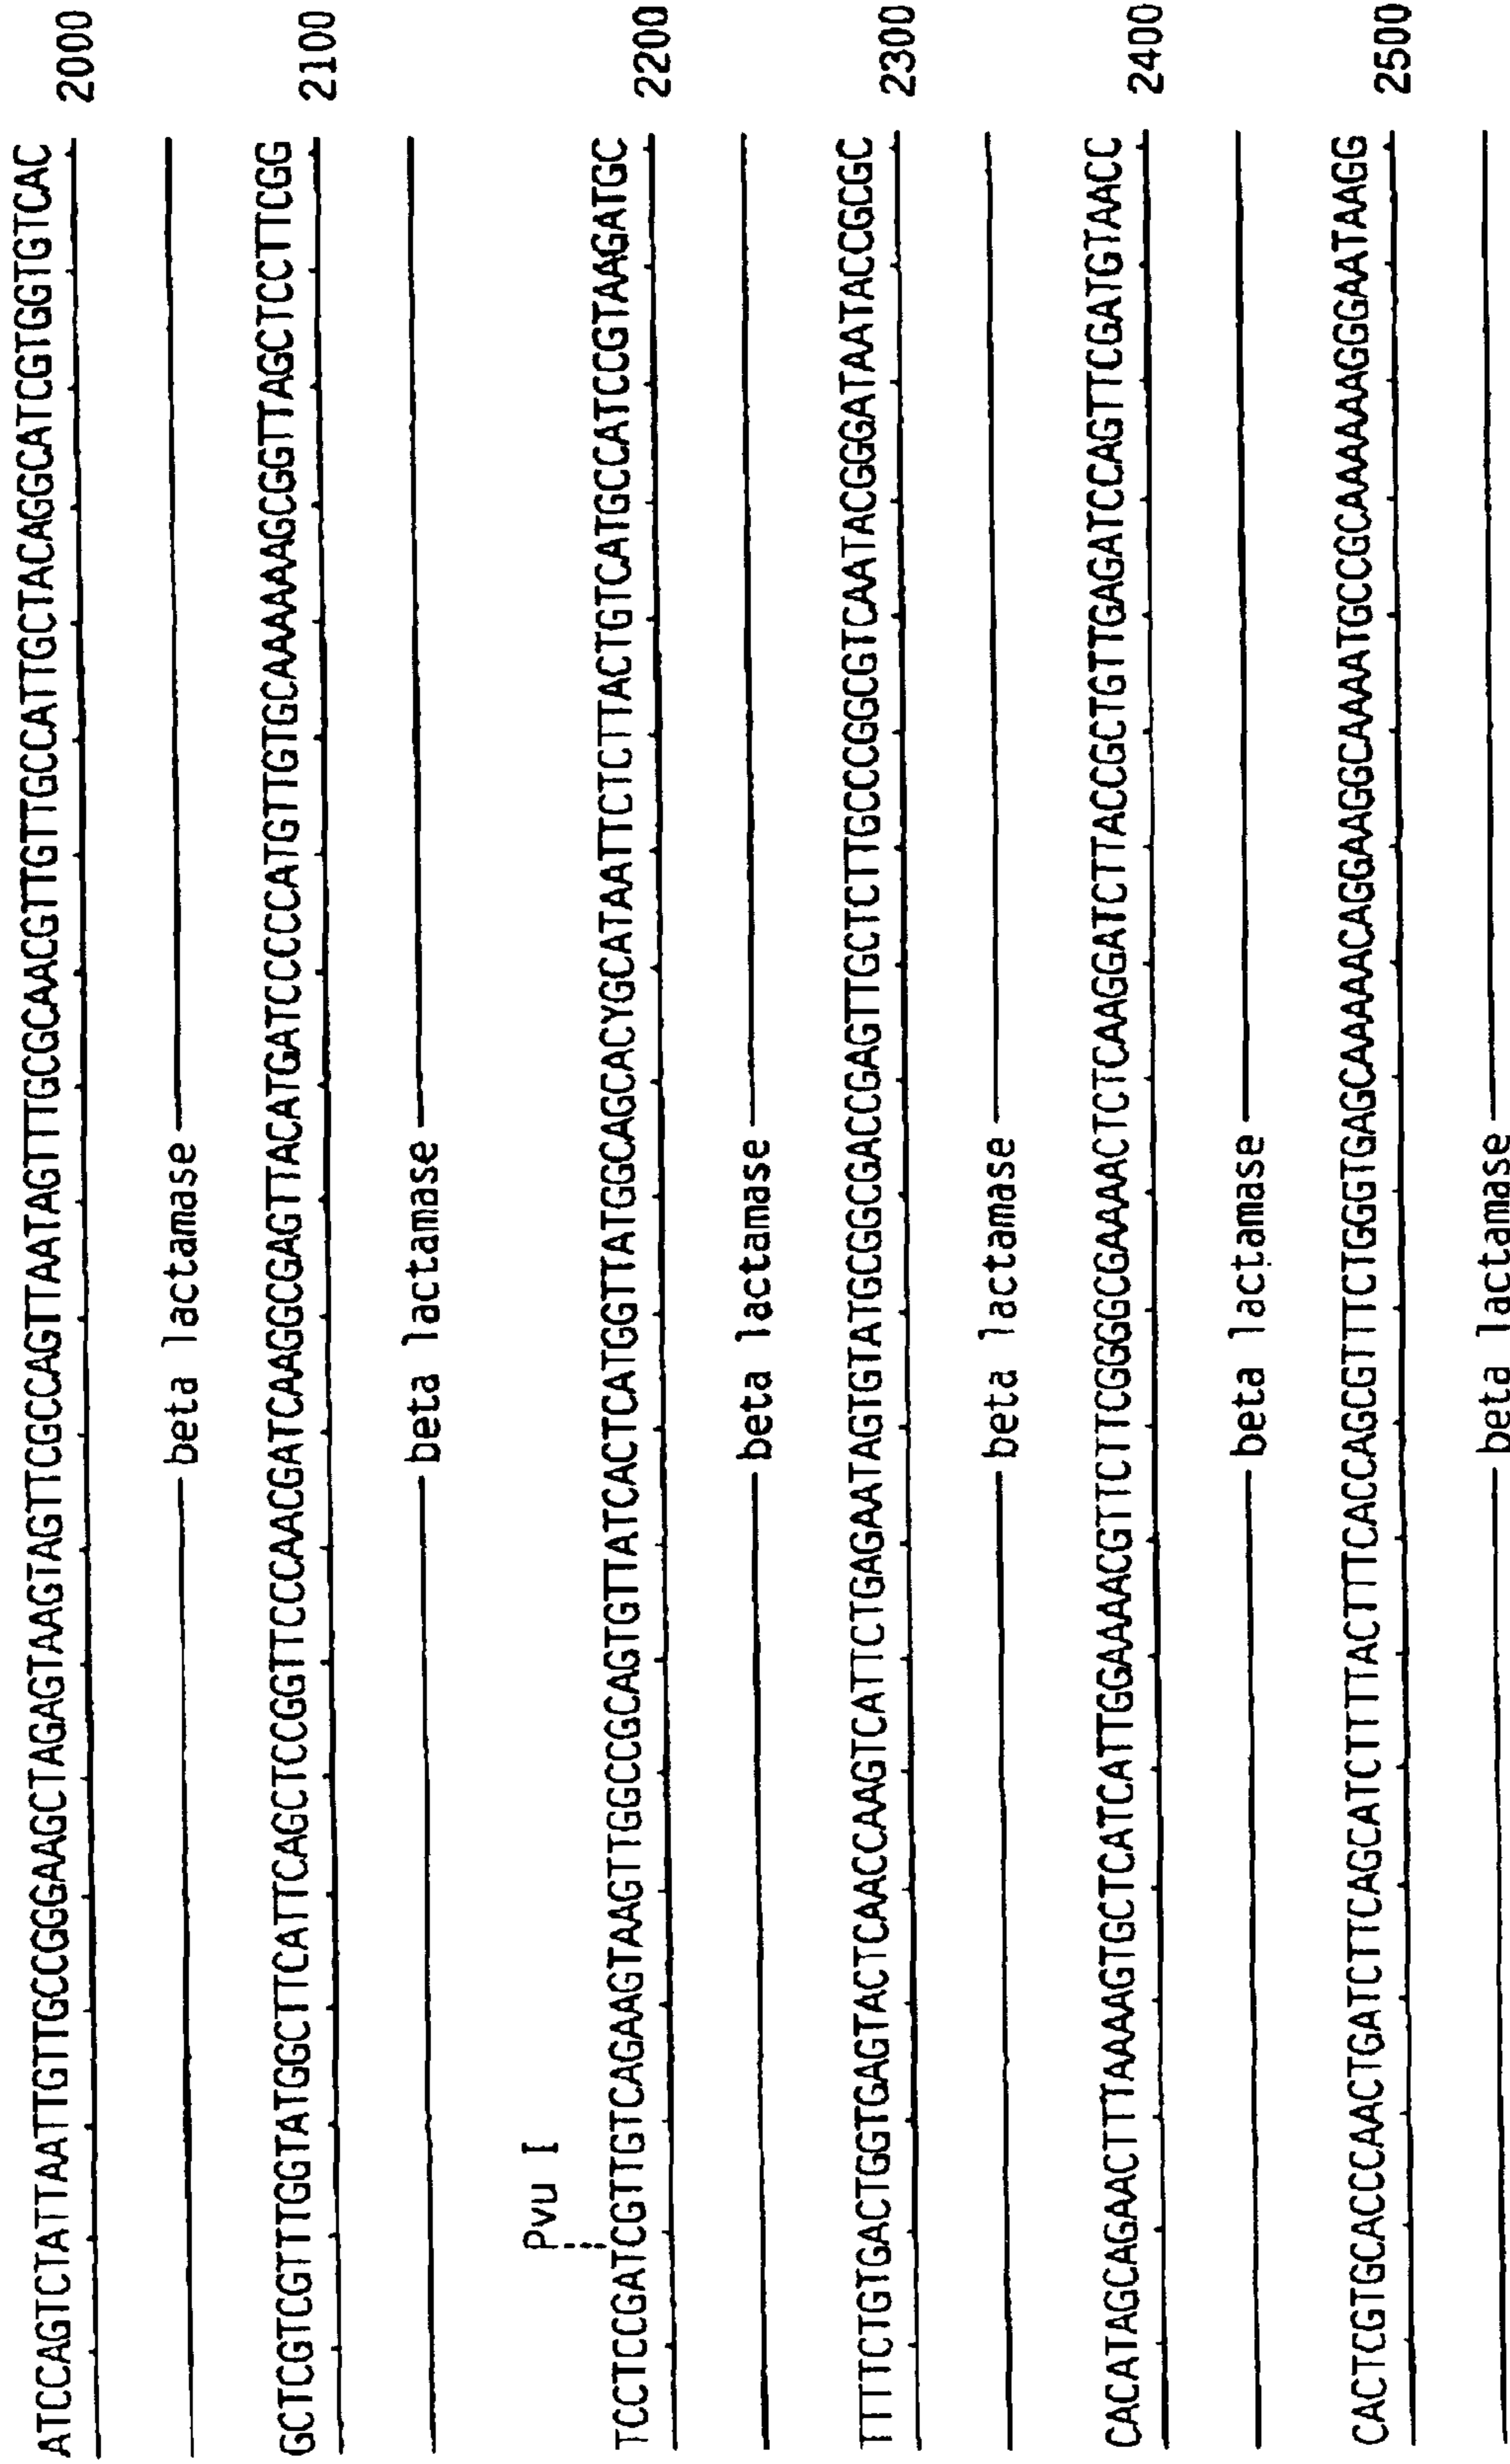 ATCCAGTCTATTAATTGTTGCCGGGAAGCTAGAGTAAGTAGTTCGCCAGTTAATAGTTTGCGCAACGTTGTTGCCATTGCTACAGGCATCGTGGTGTCAC 2000
beta lactamase
GCTCGTCGTTTGGTATGGCTTCATTCAGCTCCGGTTCCCAACGATCAAGGCGAGTTACATGATCCCCCATGTTGTGCAAAAAAGCGGTTAGCTCCTTCGG 2100
beta lactamase
Pvu I
TCCTCCGATCGTTGTCAGAAGTAAGTTGGCCGCAGTGTTATCACTCATGGTTATGGCAGCACYGCATAATTCTCTTACTGTCATGCCATCCGTAAGATGC 2200
beta lactamase
TTTTCTGTGACTGGTGAGTACTCAACCAAGTCATTCTGAGAATAGTGTATGCGGCGACCGAGTTGCTCTTGCCCGGCGTCAATACGGGATAATACCGCGC 2300
beta lactamase
CACATAGCAGAACTTTAAAAGTGCTCATCATTGGAAAACGTTCTTCGGGGCGAAAACTCTCAAGGATCTTACCGCTGTTGAGATCCAGTTCGATGTAACC 2400
beta lactamase
CACTCGTGCACCCAACTGATCTTCAGCATCTTTTACTTTCACCAGCGTTTCTGGGTGAGCAAAAACAGGAAGGCAAAATGCCGCAAAAAAGGGAATAAGG 2500
beta lactamase